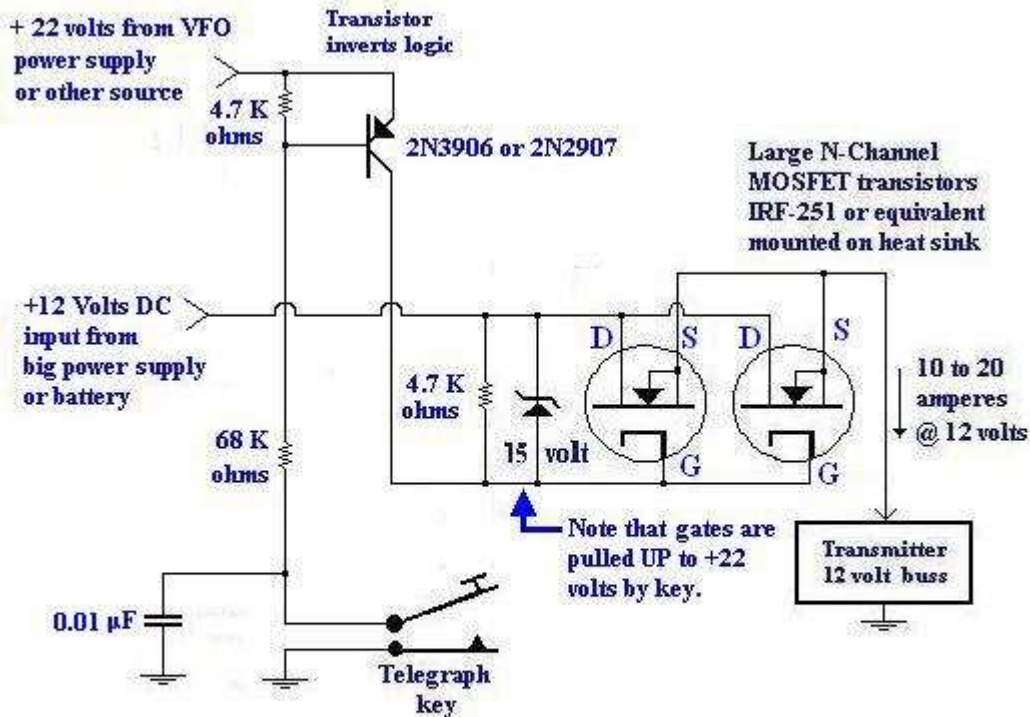 + 22 volts from VFO
power supply
or other source
Transistor
inverts logic
4.7 K
ohms
2N3906 or 2N2907
Large N-Channel
MOSFET transistors
IRF-251 or equivalent
mounted on heat sink
+12 Volts DC
input from
big power supply
or battery
D
S
D
S
4.7 K
ohms
10 to 20
amperes
@ 12 volts
68 K
ohms
15 volt
G
G
Note that gates are
pulled UP to +22
volts by key.
Transmitter
12 volt buss
0.01 µF
Telegraph
key